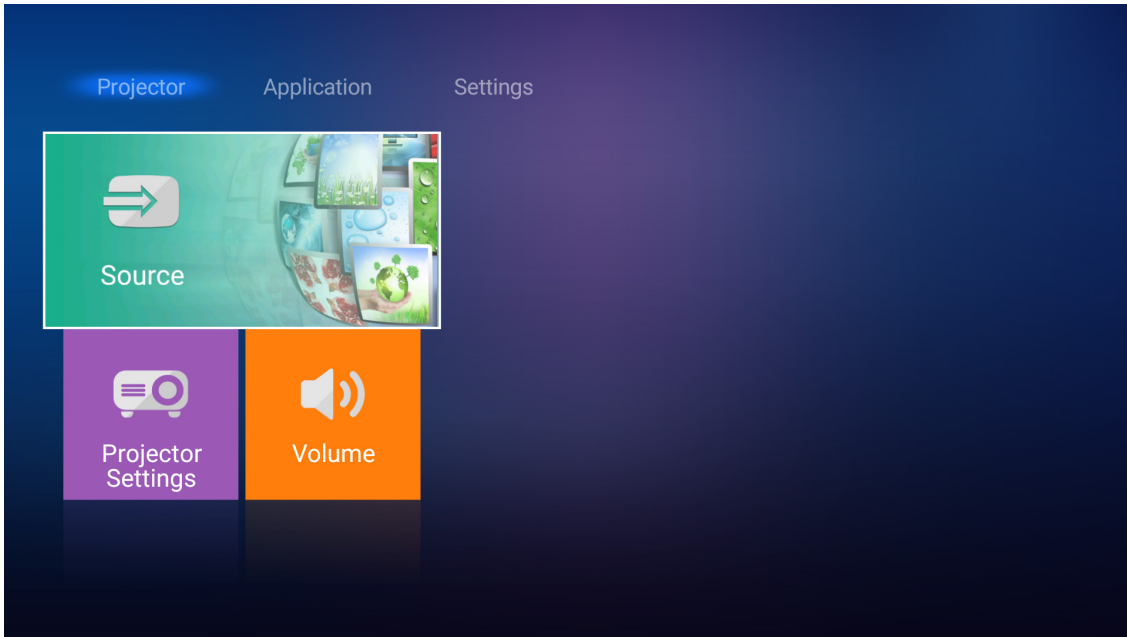 Projector
Application
Settings
Source
Projector
Settings
Volume